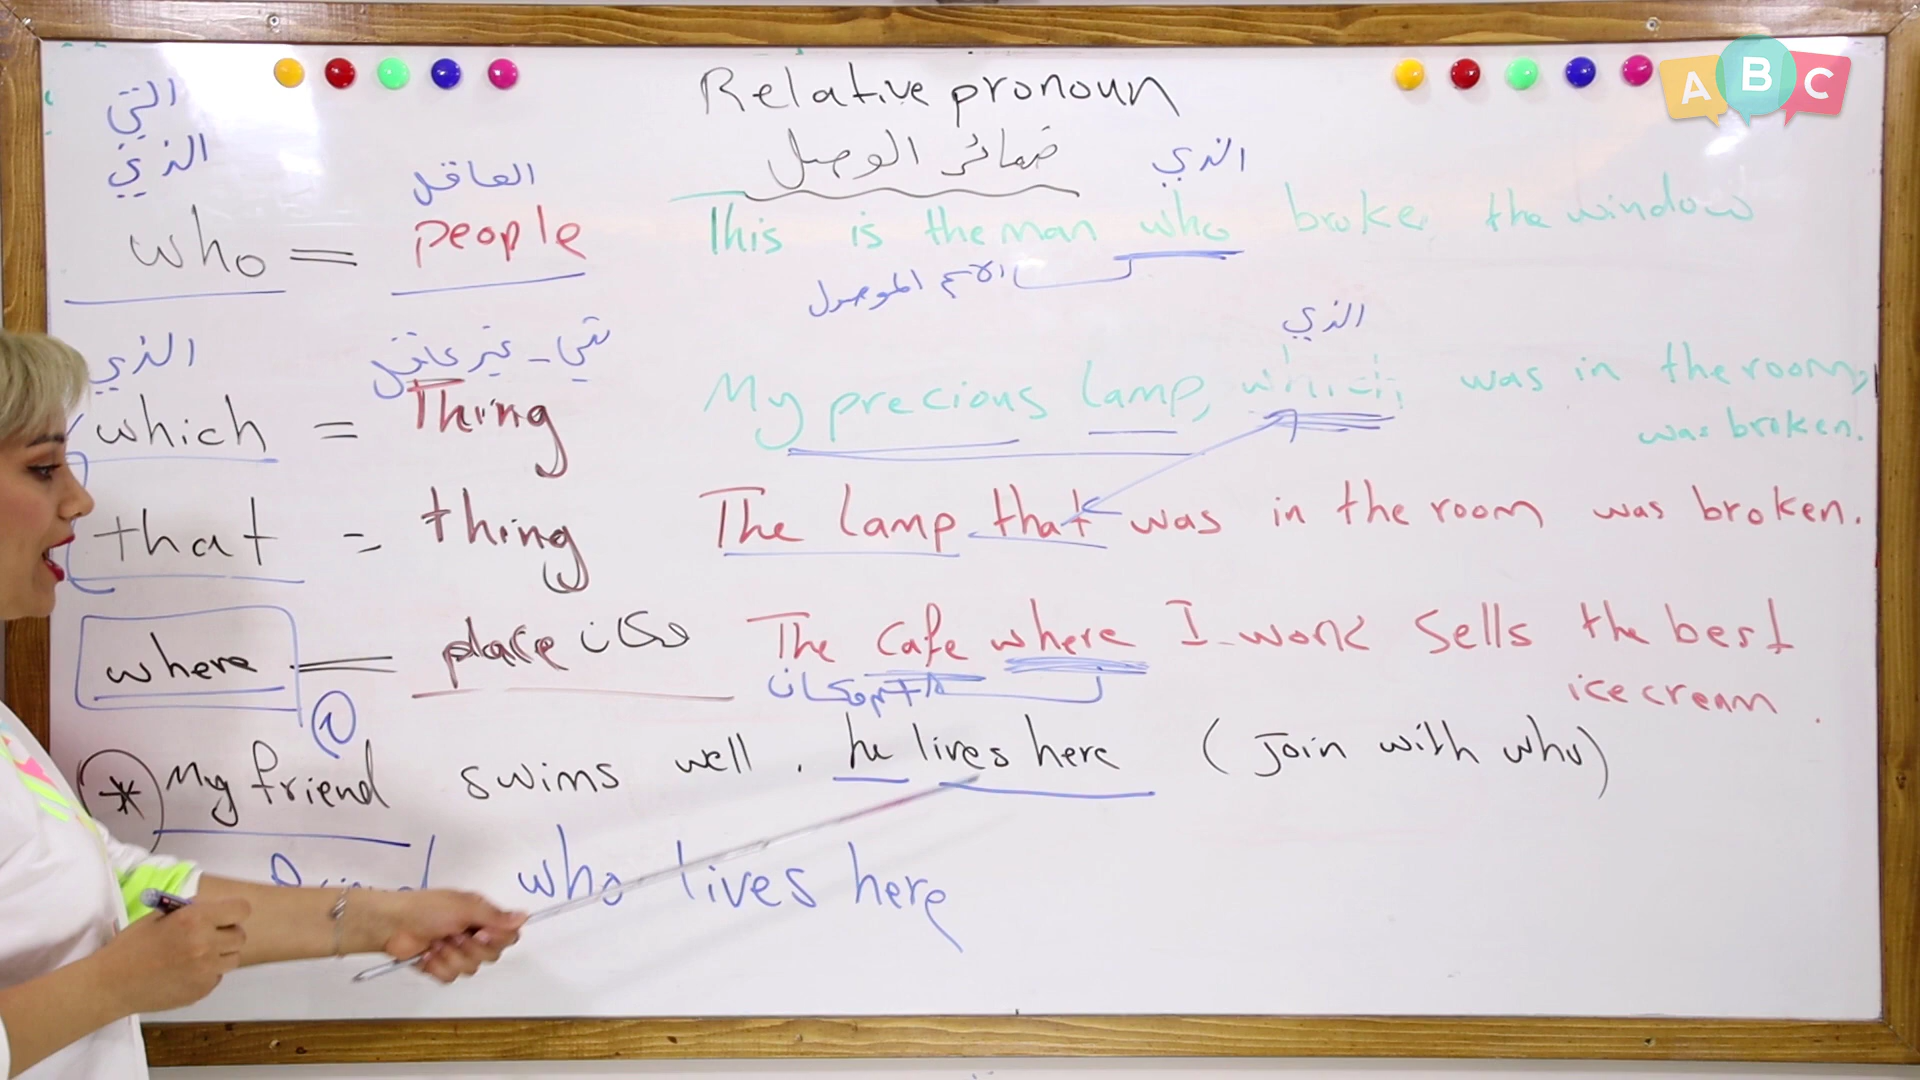 Relative pronoun
ضمائر الوصل
ABC
التي
الذي
العاقل
who = people
الذي
This is the man who broke the window
الاسم الموصول
الذي
شي - غير عاقل
which = Thing
الذي
My precious lamp, which was in the room,
was broken.
that = thing
The lamp that was in the room was broken.
where = place مكان
The cafe where I work sells the best
ice cream.
مكان
* My friend swims well. he lives here (Join with who)
who lives here